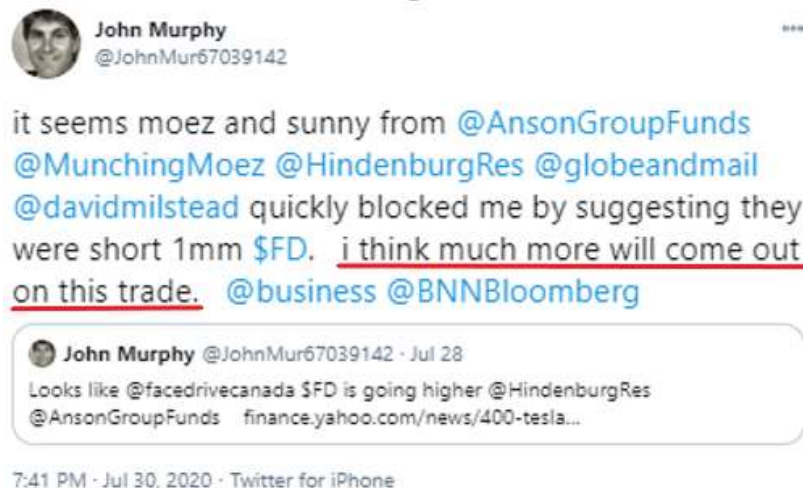 John Murphy
@JohnMur67039142
it seems moez and sunny from @AnsonGroupFunds
@MunchingMoez @HindenburgRes @globeandmail
@davidmilstead quickly blocked me by suggesting they
were short 1mm $FD. i think much more will come out
on this trade. @business @BNNBloomberg
John Murphy @JohnMur67039142 · Jul 28
Looks like @facedrivecanada $FD is going higher @HindenburgRes
@AnsonGroupFunds finance.yahoo.com/news/400-tesla...
7:41 PM · Jul 30, 2020 · Twitter for iPhone